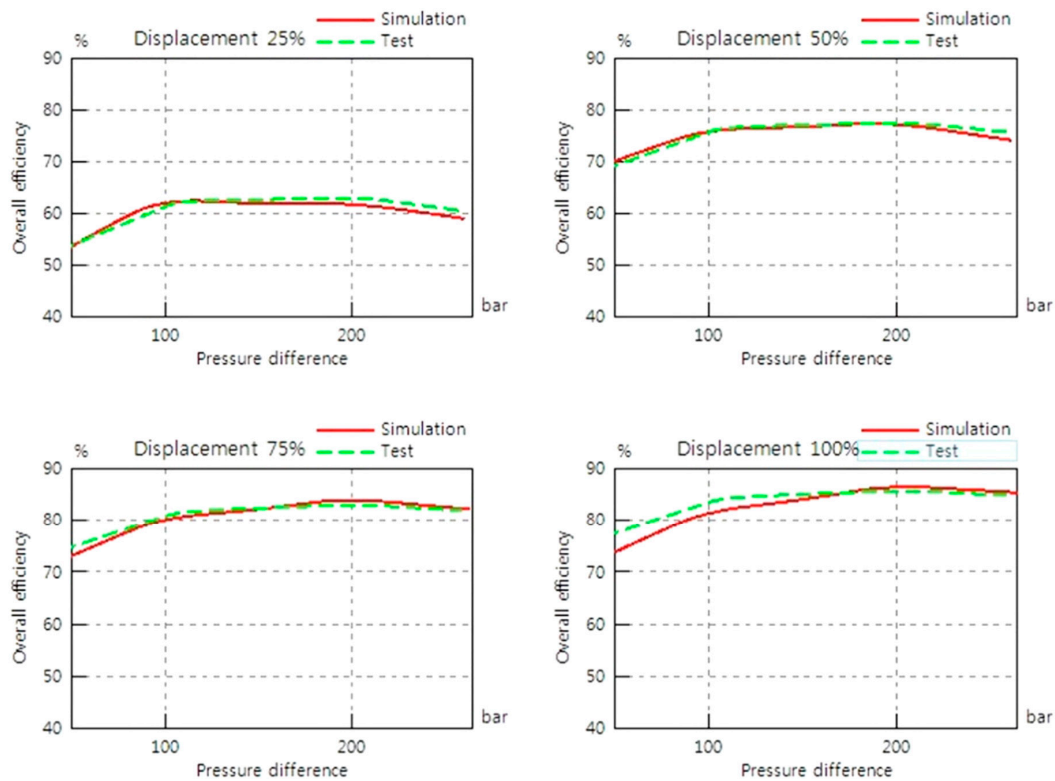 Simulation
% Displacement 25% Test
90
80
70
60
50
40
Overall efficiency
bar
100 200
Pressure difference
Simulation
% Displacement 50% Test
90
80
70
60
50
40
Overall efficiency
bar
100 200
Pressure difference
Simulation
% Displacement 75% Test
90
80
70
60
50
40
Overall efficiency
bar
100 200
Pressure difference
Simulation
% Displacement 100% Test
90
80
70
60
50
40
Overall efficiency
bar
100 200
Pressure difference